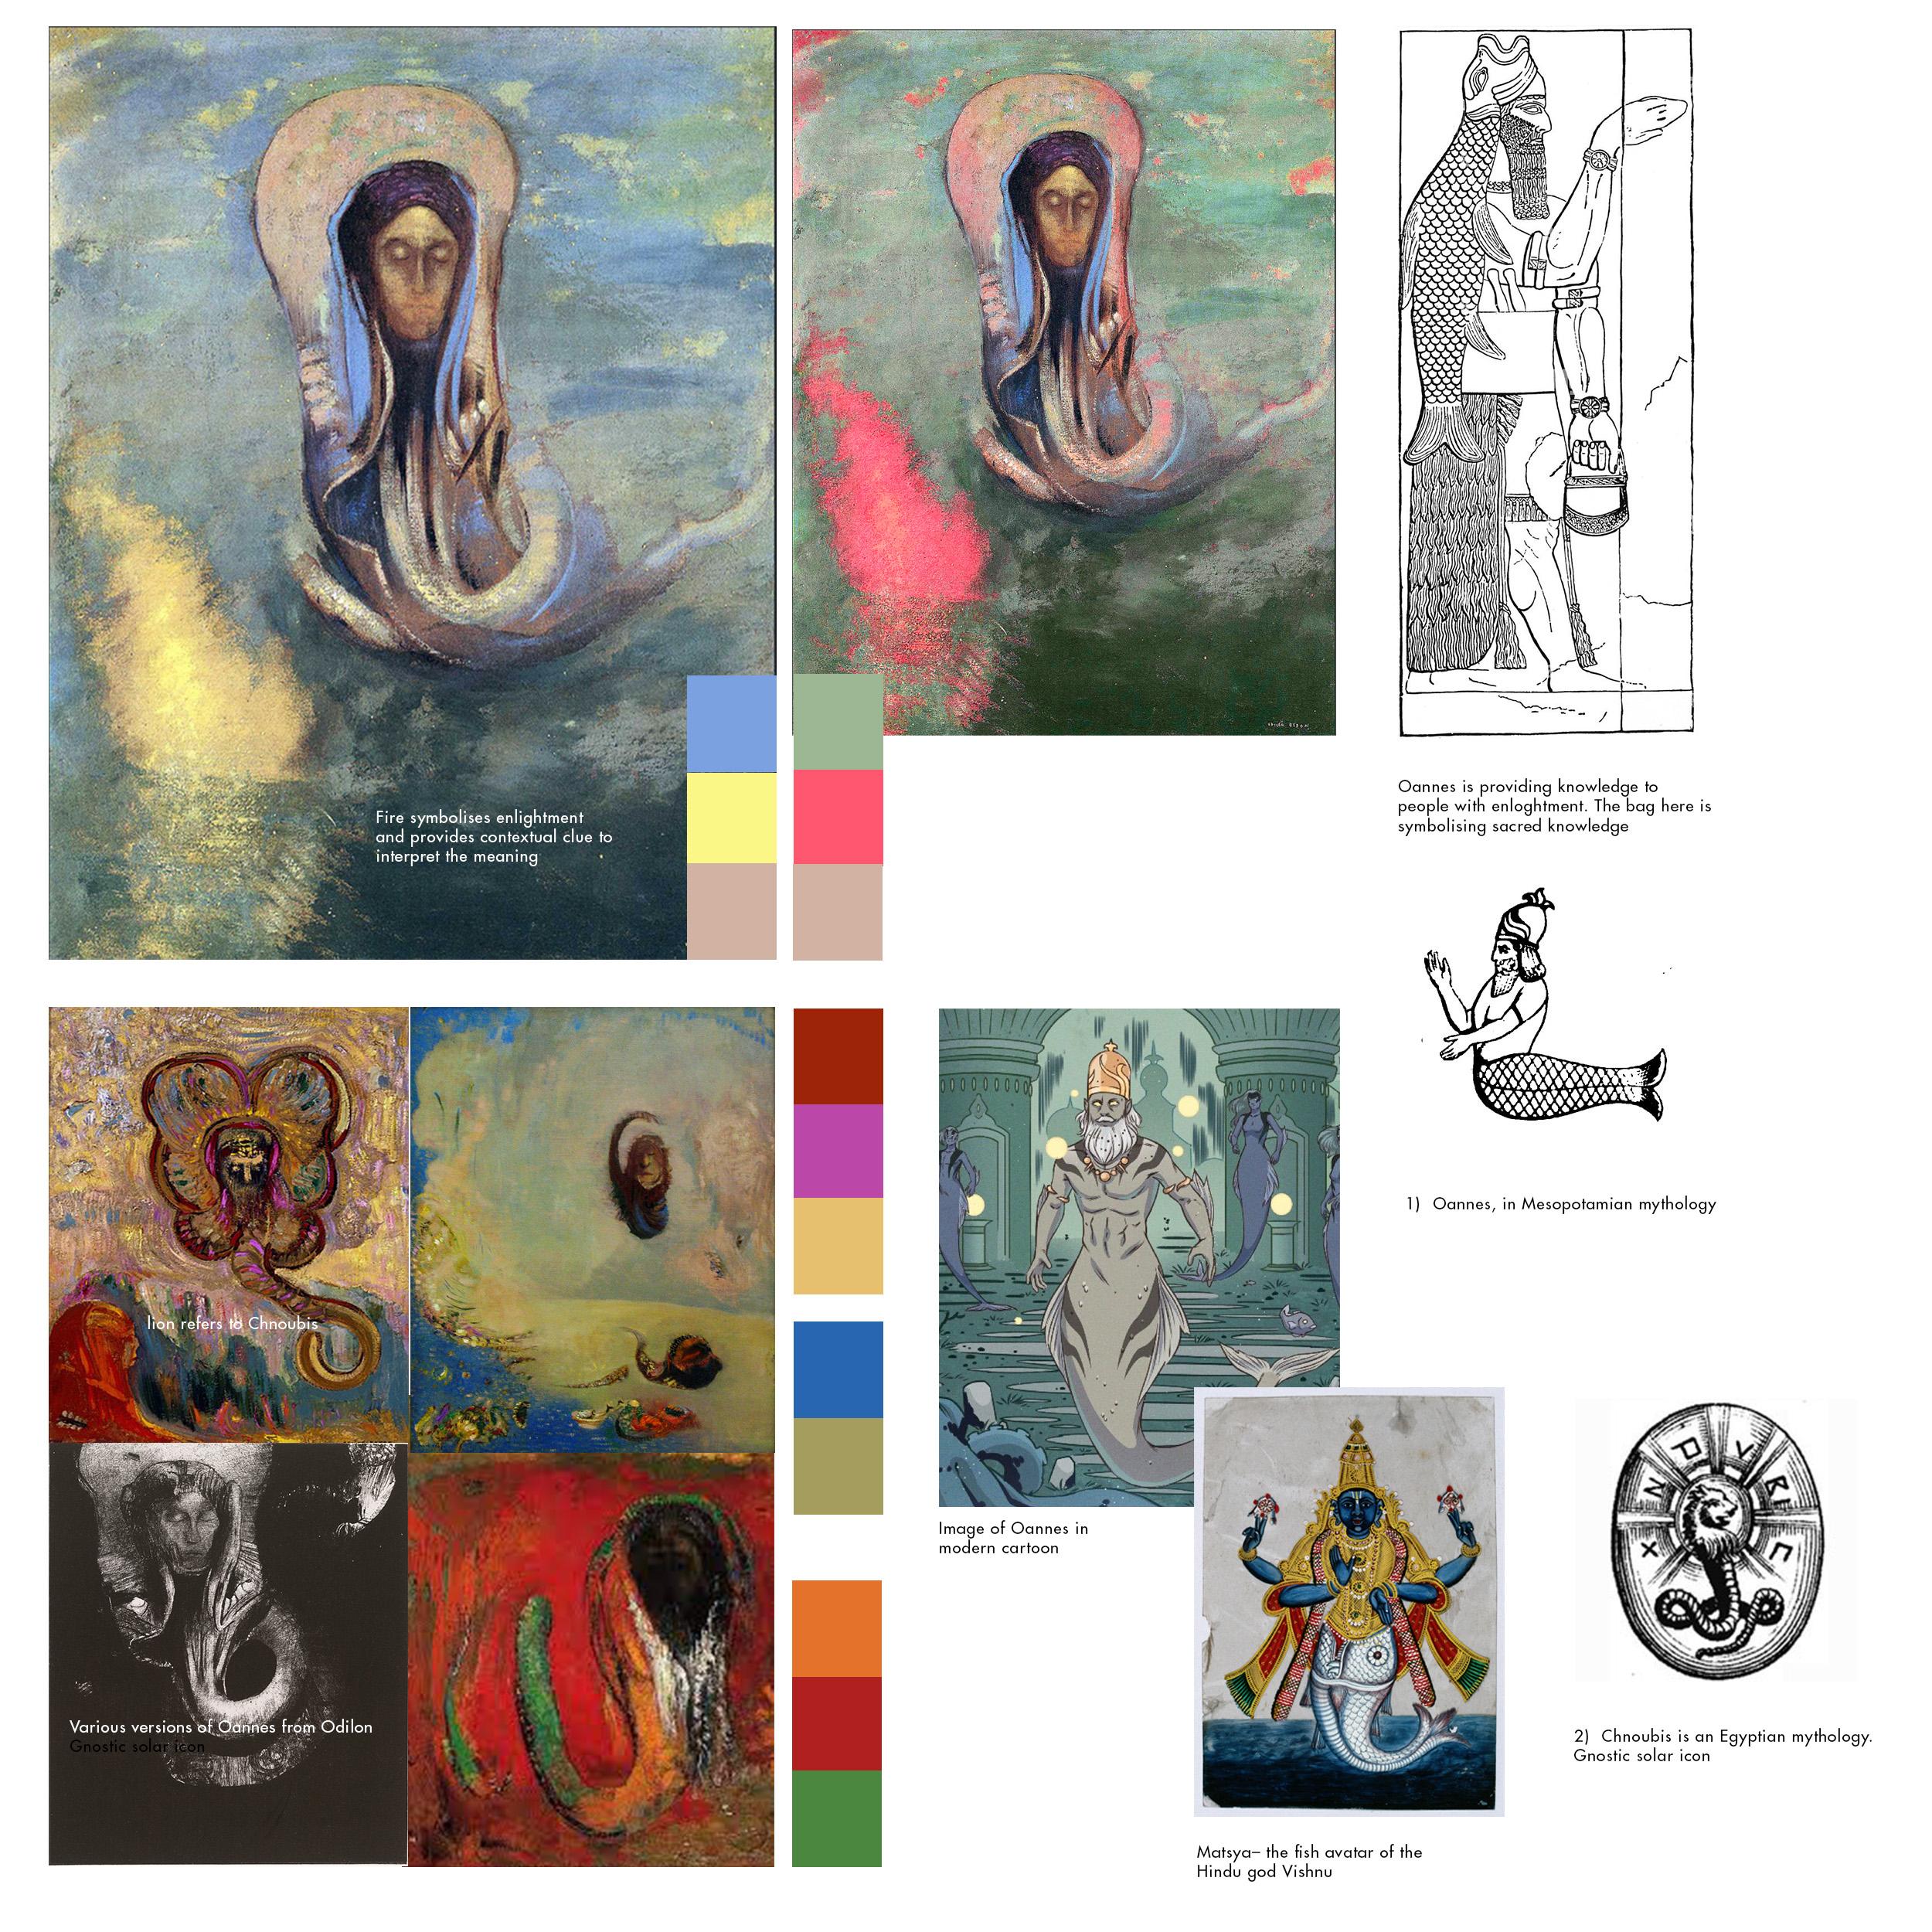 ODILON REDON
Fire symbolises enlightment
and provides contextual clue to
interpret the meaning
Oannes is providing knowledge to
people with enloghtment. The bag here is
symbolising sacred knowledge
1) Oannes, in Mesopotamian mythology
lion refers to Chnoubis
Various versions of Oannes from Odilon
Gnostic solar icon
Image of Oannes in
modern cartoon
Matsya– the fish avatar of the
Hindu god Vishnu
2) Chnoubis is an Egyptian mythology.
Gnostic solar icon